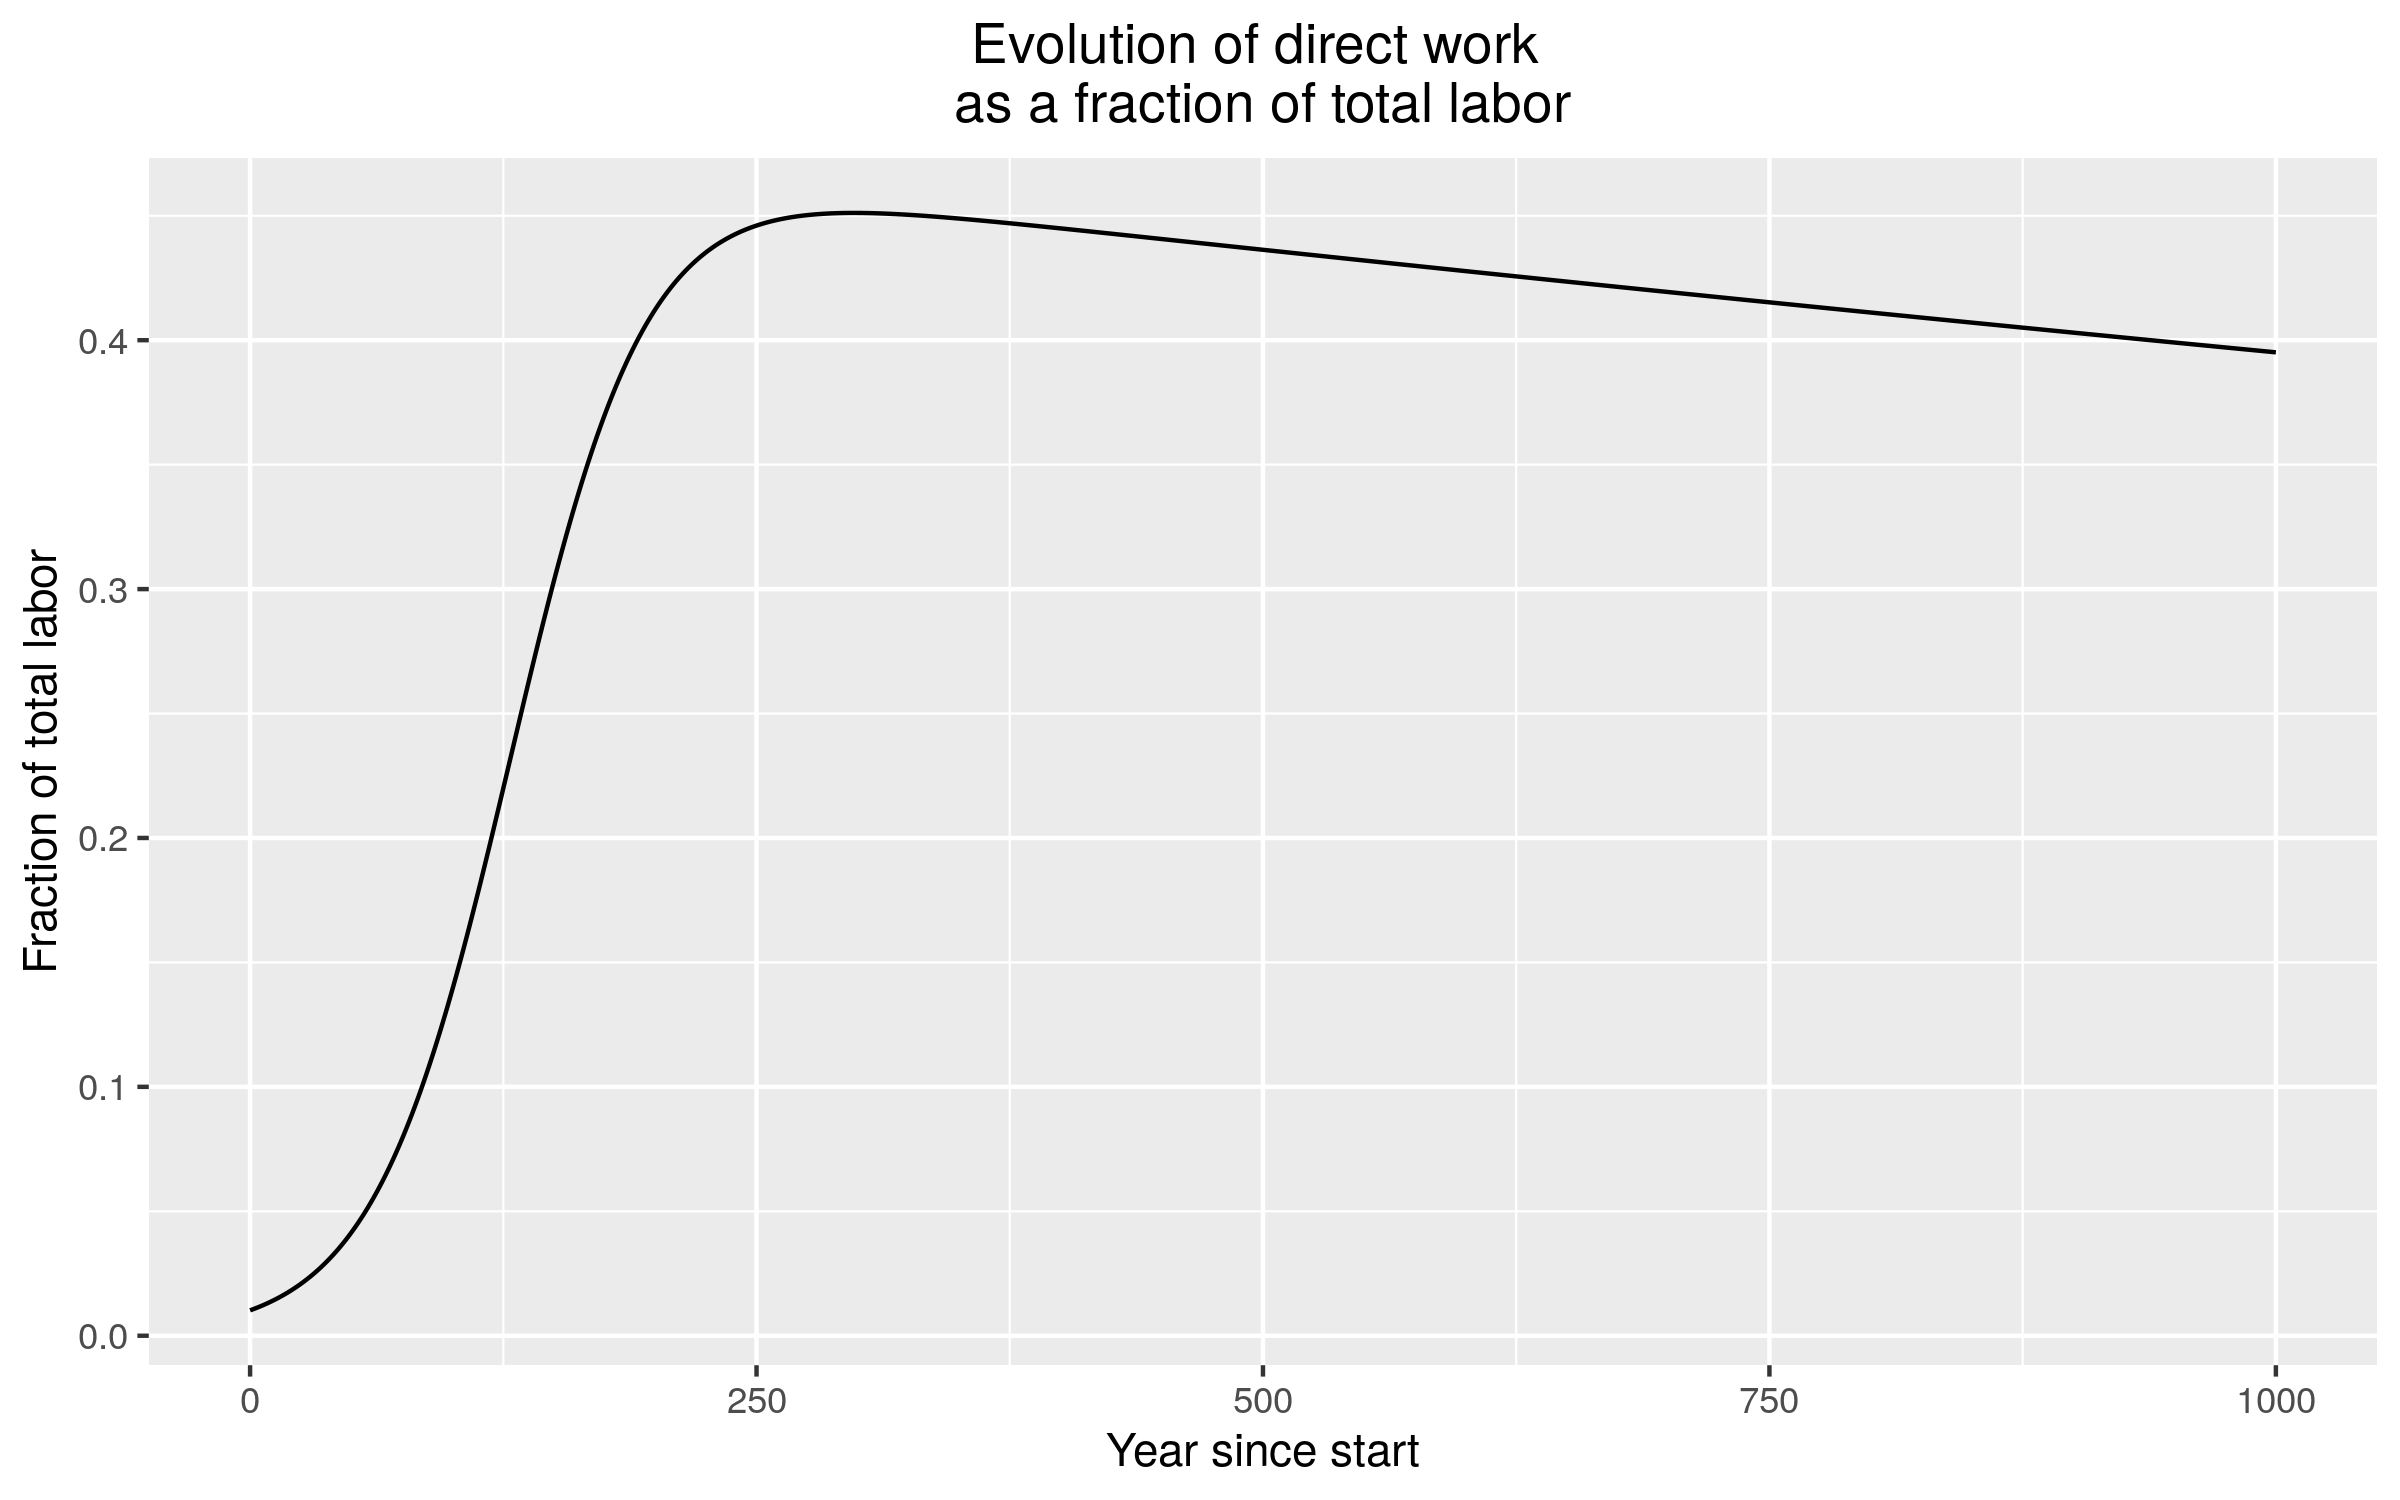 Evolution of direct work
as a fraction of total labor
Fraction of total labor
0.4
0.3
0.2
0.1
0.0
0 250 500 750 1000
Year since start